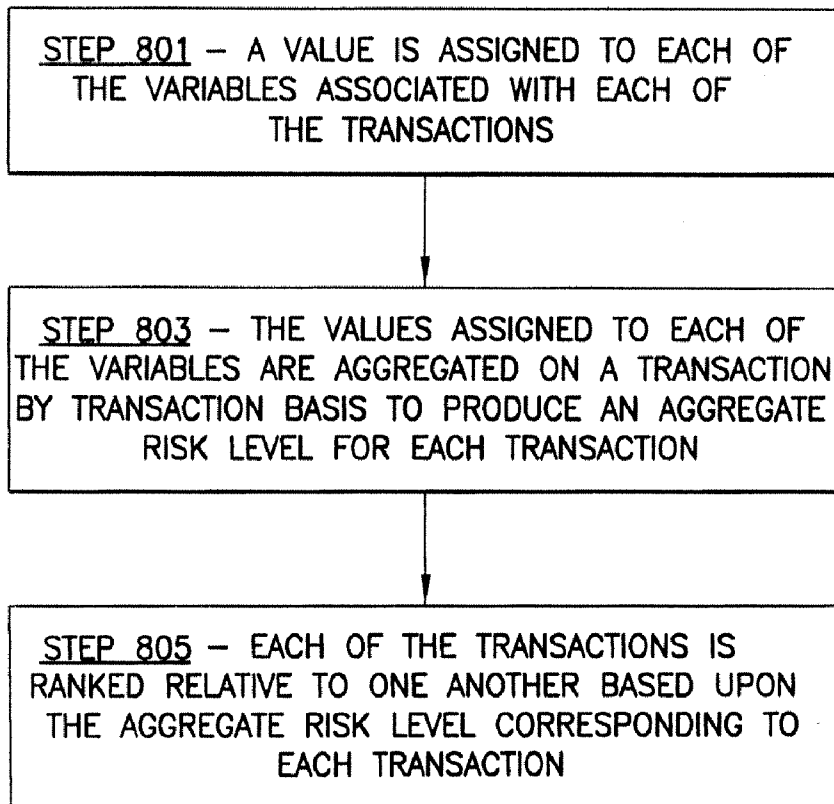 STEP 801 – A VALUE IS ASSIGNED TO EACH OF
THE VARIABLES ASSOCIATED WITH EACH OF
THE TRANSACTIONS
STEP 803 – THE VALUES ASSIGNED TO EACH OF
THE VARIABLES ARE AGGREGATED ON A TRANSACTION
BY TRANSACTION BASIS TO PRODUCE AN AGGREGATE
RISK LEVEL FOR EACH TRANSACTION
STEP 805 – EACH OF THE TRANSACTIONS IS
RANKED RELATIVE TO ONE ANOTHER BASED UPON
THE AGGREGATE RISK LEVEL CORRESPONDING TO
EACH TRANSACTION